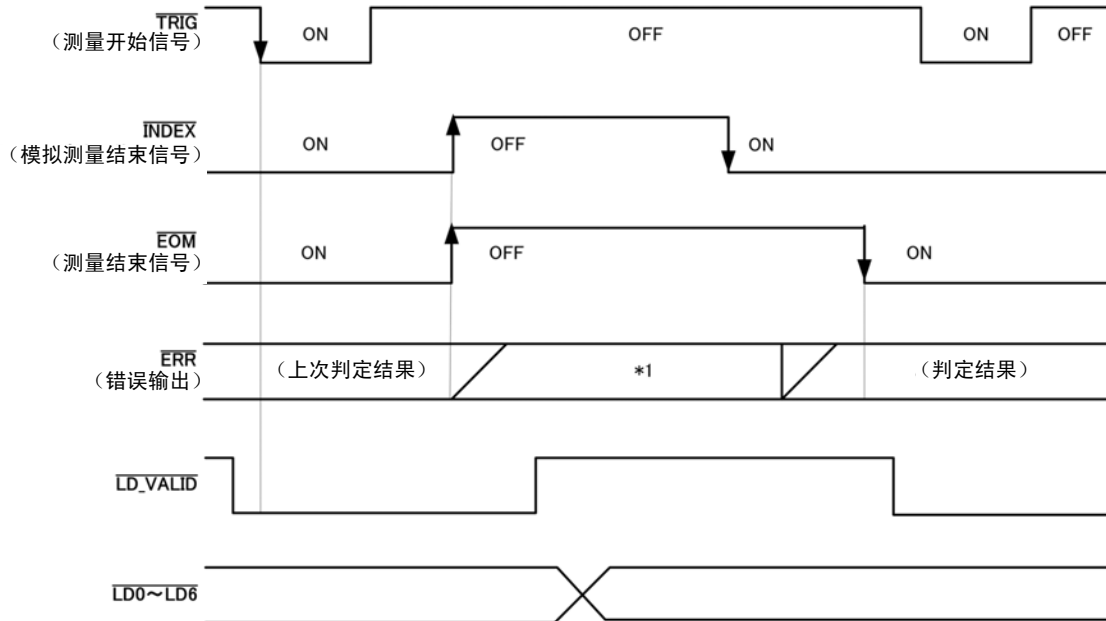 TRIG
（测量开始信号）
ON
OFF
ON
OFF
INDEX
（模拟测量结束信号）
ON
OFF
ON
EOM
（测量结束信号）
ON
OFF
ON
ERR
（错误输出）
（上次判定结果）
*1
（判定结果）
LD_VALID
LD0～LD6